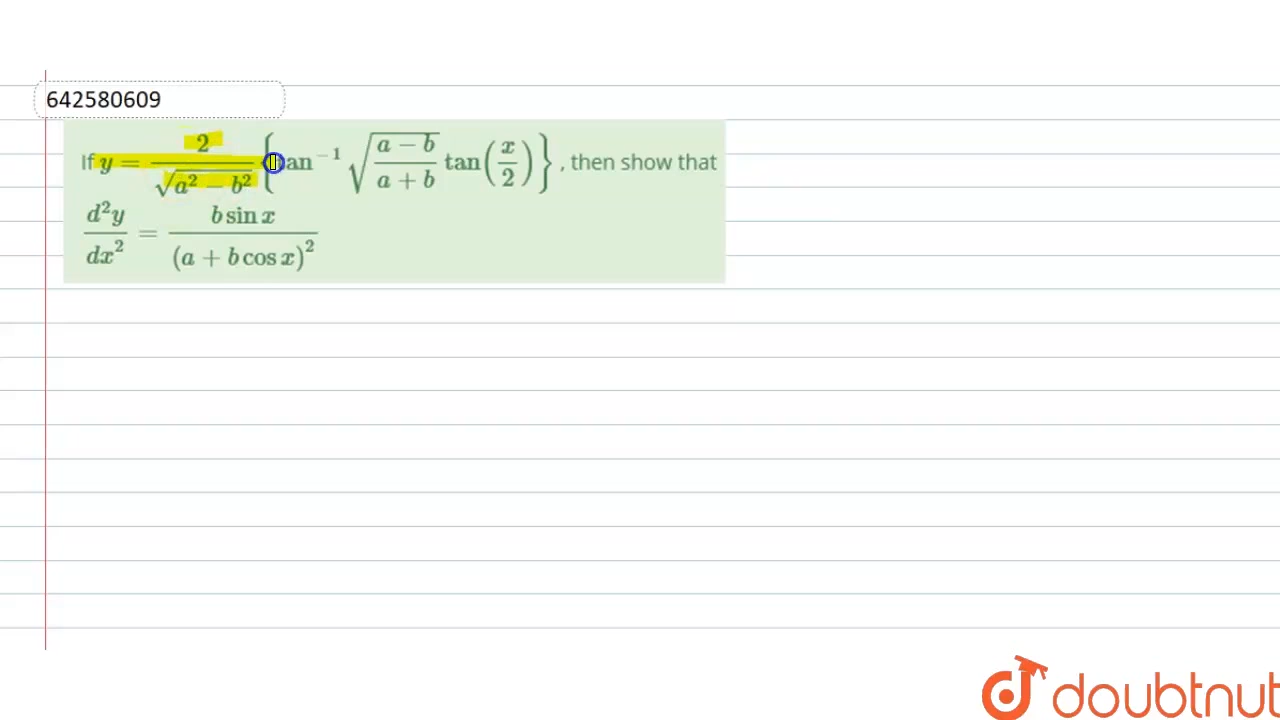 642580609
If y = 2/√(a² − b²) {tan⁻¹ √((a − b)/(a + b)) tan(x/2)} , then show that
d²y/dx² = b sin x/(a + b cos x)²
doubtnut